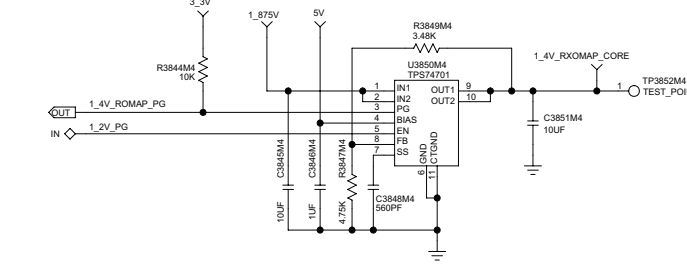 3_3V
1_875V
5V
R3849M4
3.48K
1_4V_RXOMAP_CORE
R3844M4
10K
U3850M4
TPS74701
TP3852M4
TEST_POI
1 IN1 OUT1 9
2 IN2 OUT2 10
3 PG
4 BIAS
5 EN
8 FB
7 SS
GND
CTGND
6
11
1
OUT 1_4V_ROMAP_PG
IN 1_2V_PG
C3851M4
10UF
C3845M4
10UF
C3846M4
1UF
R3847M4
4.75K
C3848M4
560PF